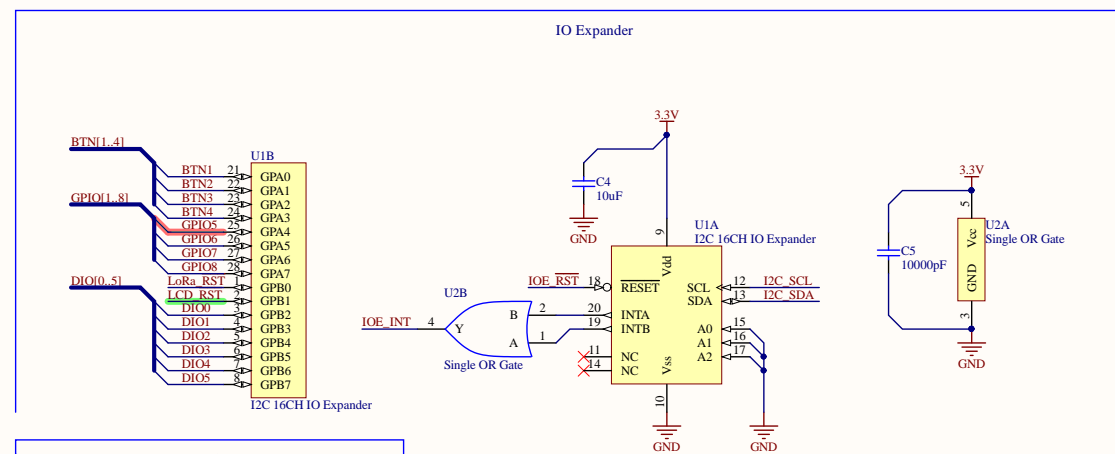 IO Expander
BTN[1..4]
GPIO[1..8]
DIO[0..5]
U1B
BTN1 21 GPA0
BTN2 22 GPA1
BTN3 23 GPA2
BTN4 24 GPA3
GPIO5 25 GPA4
GPIO6 26 GPA5
GPIO7 27 GPA6
GPIO8 28 GPA7
LoRa_RST 1 GPB0
LCD_RST 2 GPB1
DIO0 3 GPB2
DIO1 4 GPB3
DIO2 5 GPB4
DIO3 6 GPB5
DIO4 7 GPB6
DIO5 8 GPB7
I2C 16CH IO Expander
3.3V
C4
10uF
GND
U1A
I2C 16CH IO Expander
9
Vdd
IOE_RST 18 RESET
SCL 12 I2C_SCL
SDA 13 I2C_SDA
20 INTA
19 INTB
A0 15
A1 16
A2 17
11 NC
14 NC
Vss
10
GND
GND
U2B
IOE_INT 4 Y
B 2
A 1
Single OR Gate
3.3V
5
U2A
Single OR Gate
Vcc
GND
C5
10000pF
3
GND